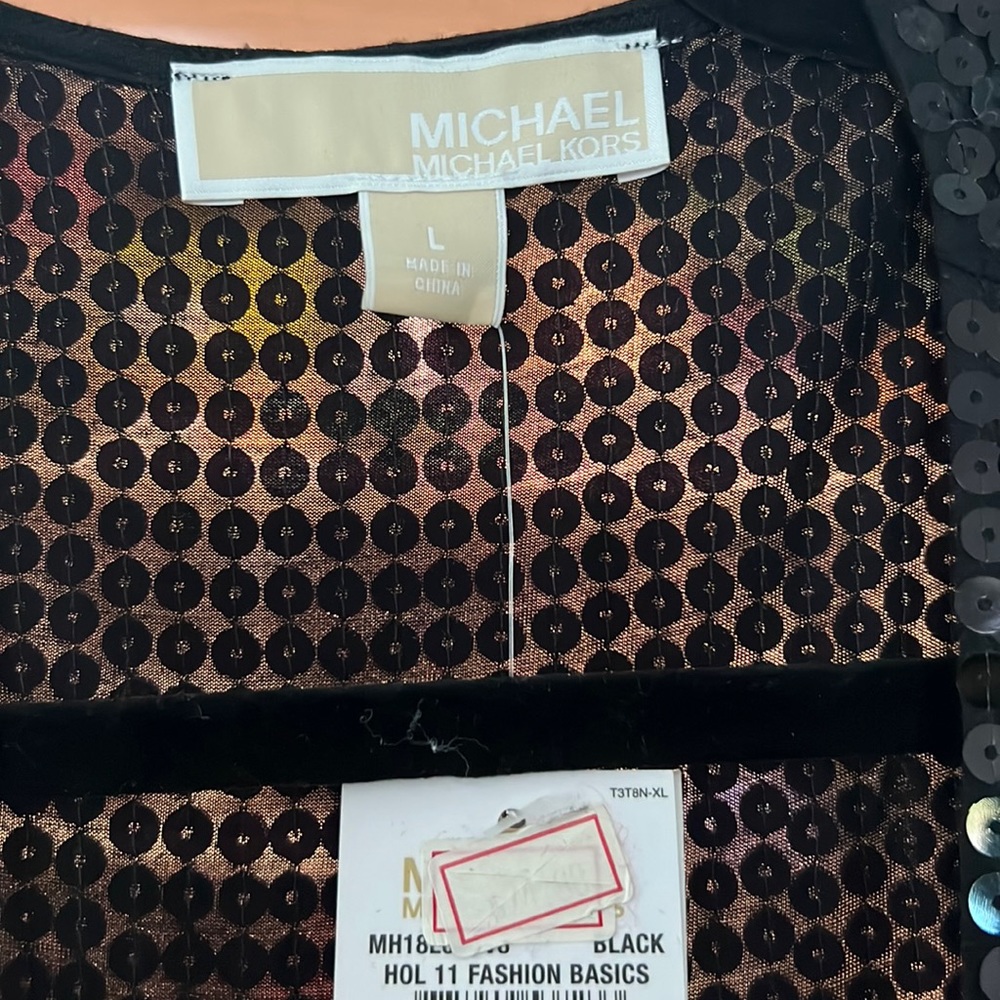 MICHAEL
MICHAEL KORS
L
MADE IN
CHINA
T3T8N-XL
BLACK
HOL 11 FASHION BASICS